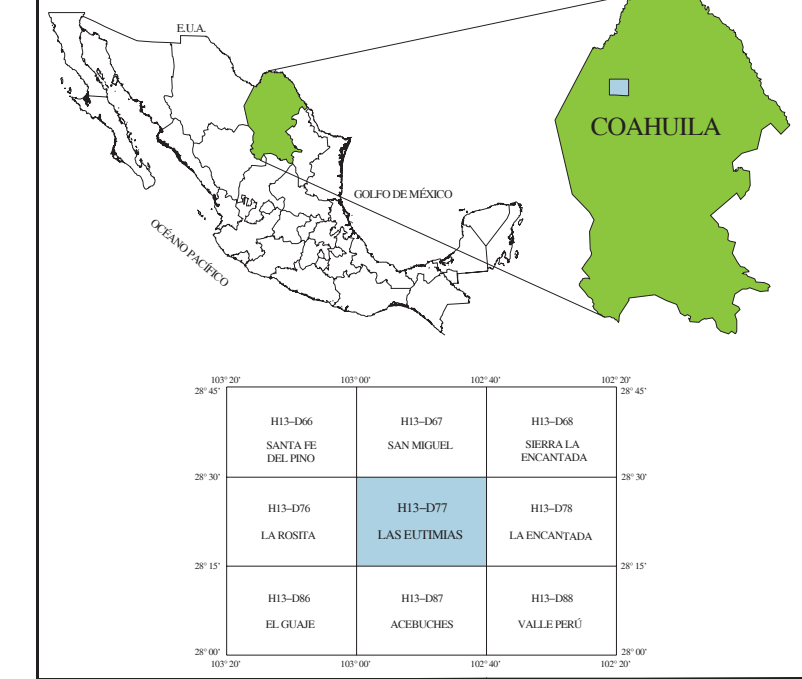 E.U.A.
COAHUILA
GOLFO DE MÉXICO
OCÉANO PACÍFICO
103° 20' 103° 00' 102° 40' 102° 20'
28° 45' 28° 45'
H13–D66 H13–D67 H13–D68
SANTA FE SAN MIGUEL SIERRA LA
DEL PINO ENCANTADA
28° 30' 28° 30'
H13–D76 H13–D77 H13–D78
LA ROSITA LAS EUTIMIAS LA ENCANTADA
28° 15' 28° 15'
H13–D86 H13–D87 H13–D88
EL GUAJE ACEBUCHES VALLE PERÚ
28° 00' 28° 00'
103° 20' 103° 00' 102° 40' 102° 20'